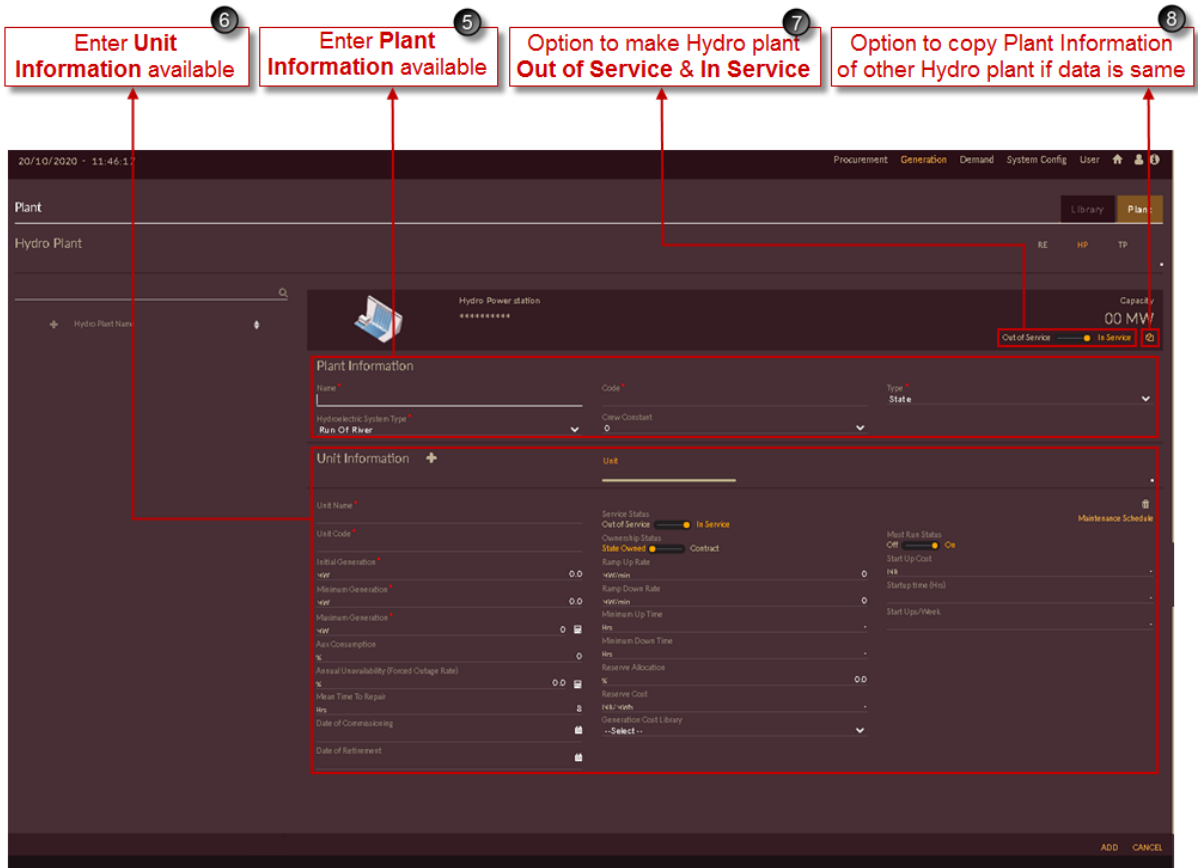 6
Enter Unit
Information available
5
Enter Plant
Information available
7
Option to make Hydro plant
Out of Service & In Service
8
Option to copy Plant Information
of other Hydro plant if data is same
20/10/2020 - 11:46:17
Procurement Generation Demand System Config User
Plant
Library Plant
Hydro Plant
RE HP TP
Hydro Plant Name
Hydro Power station
**********
Capacity
00 MW
Out of Service In Service
Plant Information
Name *
Code *
Type *
State
Hydroelectric System Type *
Run Of River
Crew Constant
0
Unit Information +
Unit
Unit Name *
Service Status
Out of Service In Service
Maintenance Schedule
Unit Code *
Ownership Status
State Owned Contract
Must Run Status
Off On
Initial Generation *
MW 0.0
Ramp Up Rate
MW/min 0
Start Up Cost
INR -
Minimum Generation *
MW 0.0
Ramp Down Rate
MW/min 0
Startup time (Hrs)
-
Maximum Generation *
MW 0
Minimum Up Time
Hrs -
Start Ups/Week
-
Aux Consumption
% 0
Minimum Down Time
Hrs -
Annual Unavailability (Forced Outage Rate)
% 0.0
Reserve Allocation
% 0.0
Mean Time To Repair
Hrs 8
Reserve Cost
INR/MWh -
Date of Commissioning
Generation Cost Library
--Select--
Date of Retirement
ADD CANCEL